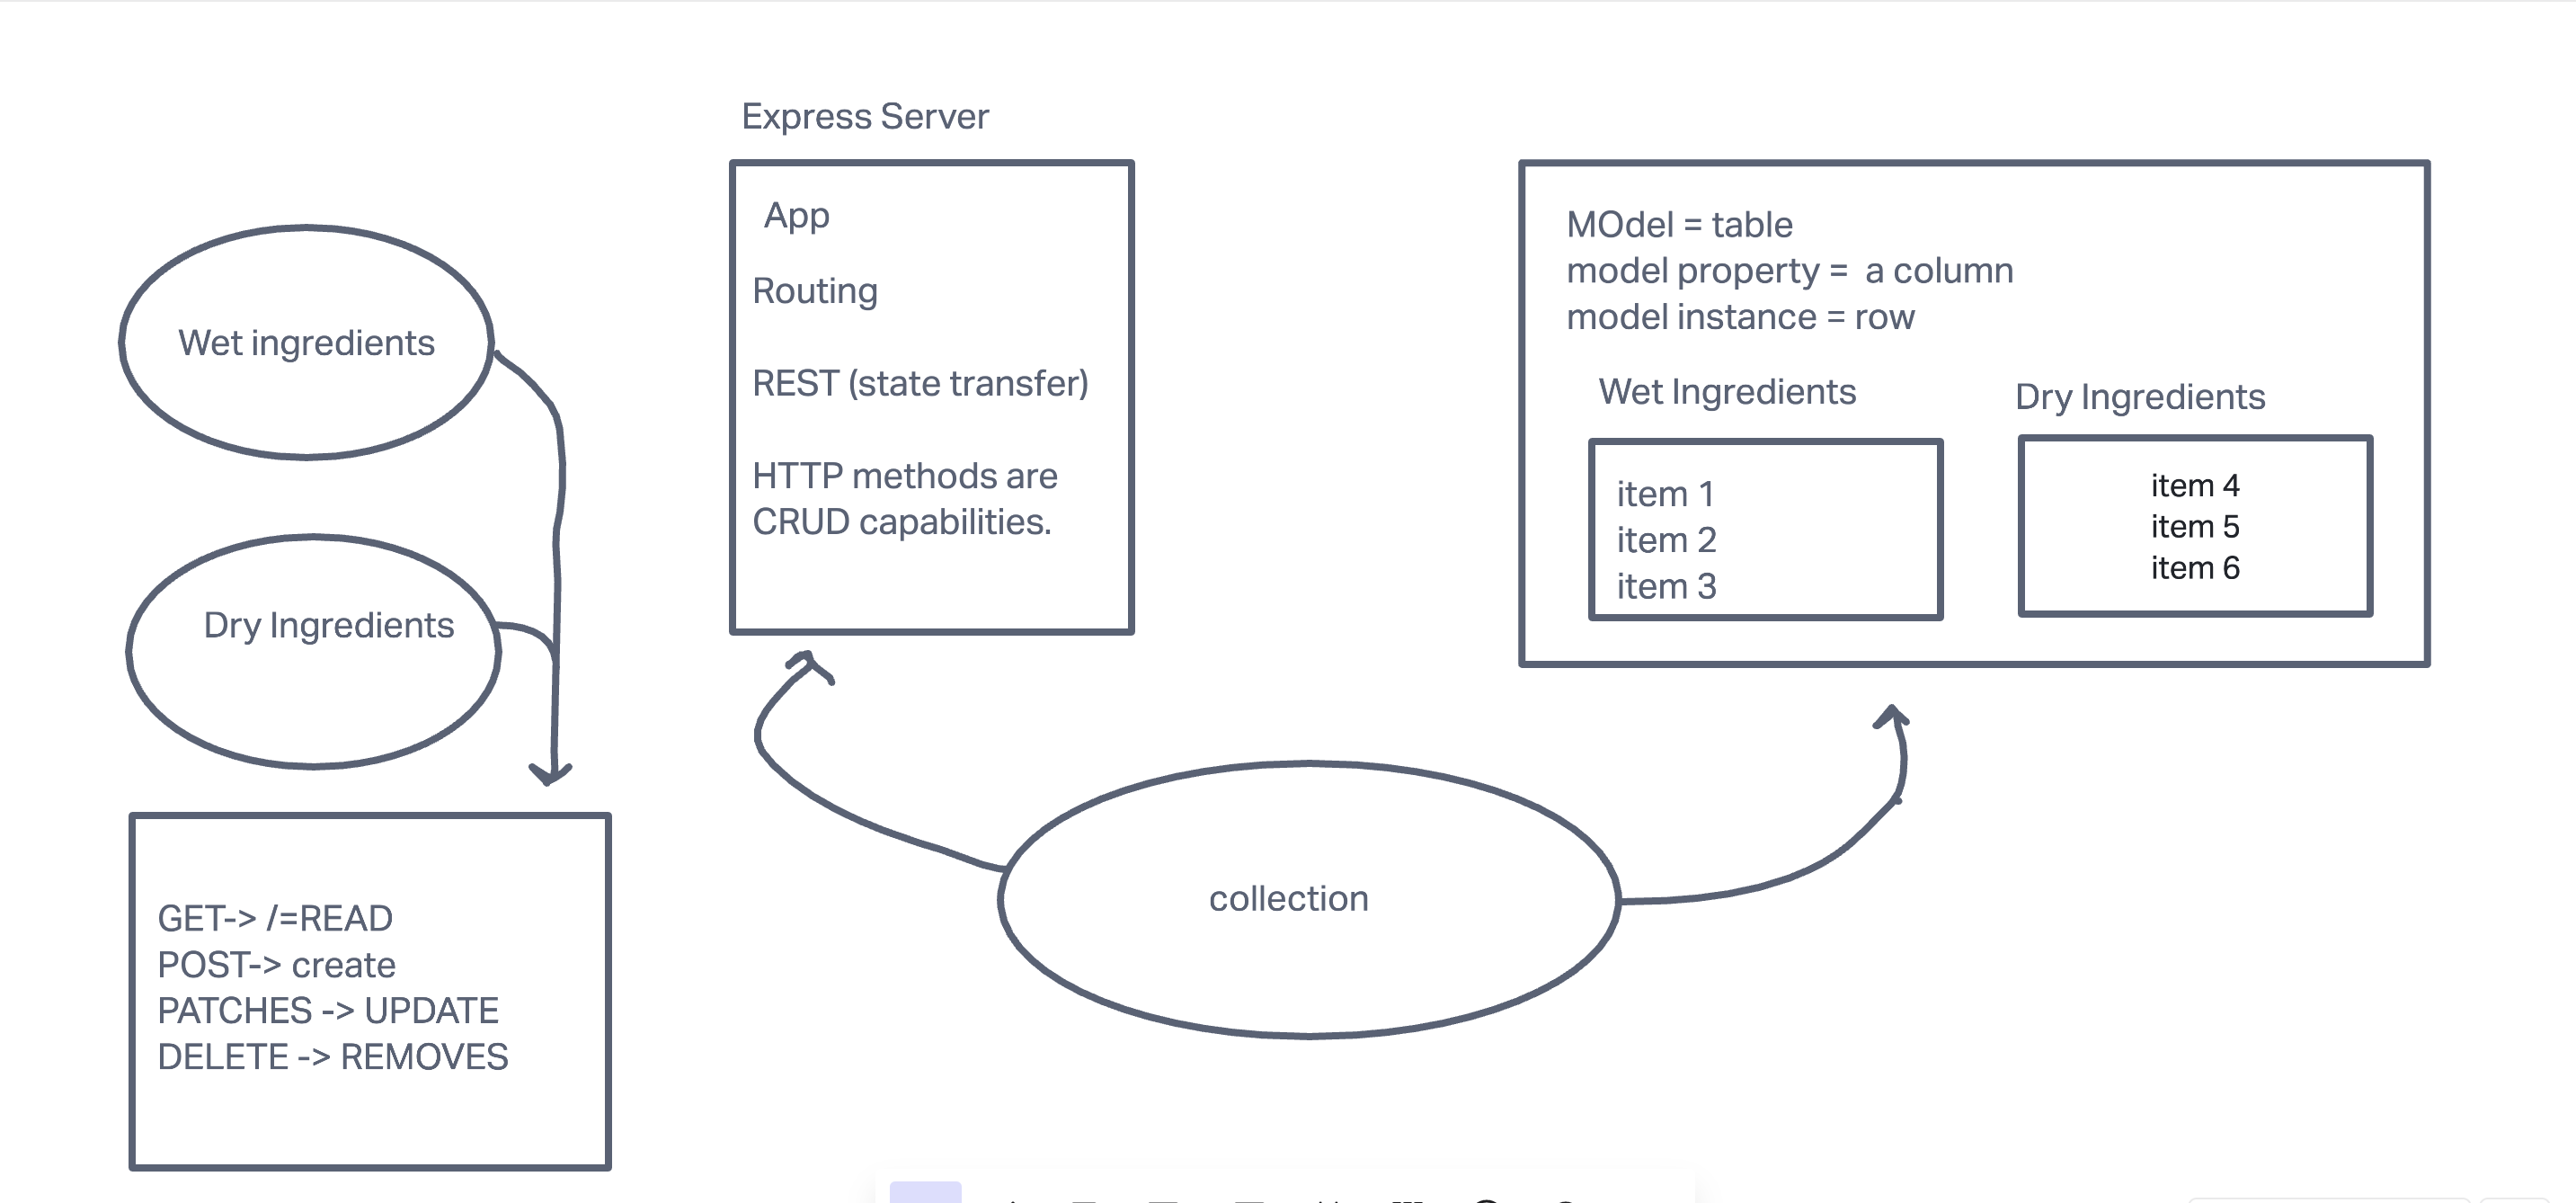 Express Server
App
Routing
REST (state transfer)
HTTP methods are
CRUD capabilities.
Wet ingredients
Dry Ingredients
GET-> /=READ
POST-> create
PATCHES -> UPDATE
DELETE -> REMOVES
collection
MOdel = table
model property =  a column
model instance = row
Wet Ingredients
item 1
item 2
item 3
Dry Ingredients
item 4
item 5
item 6